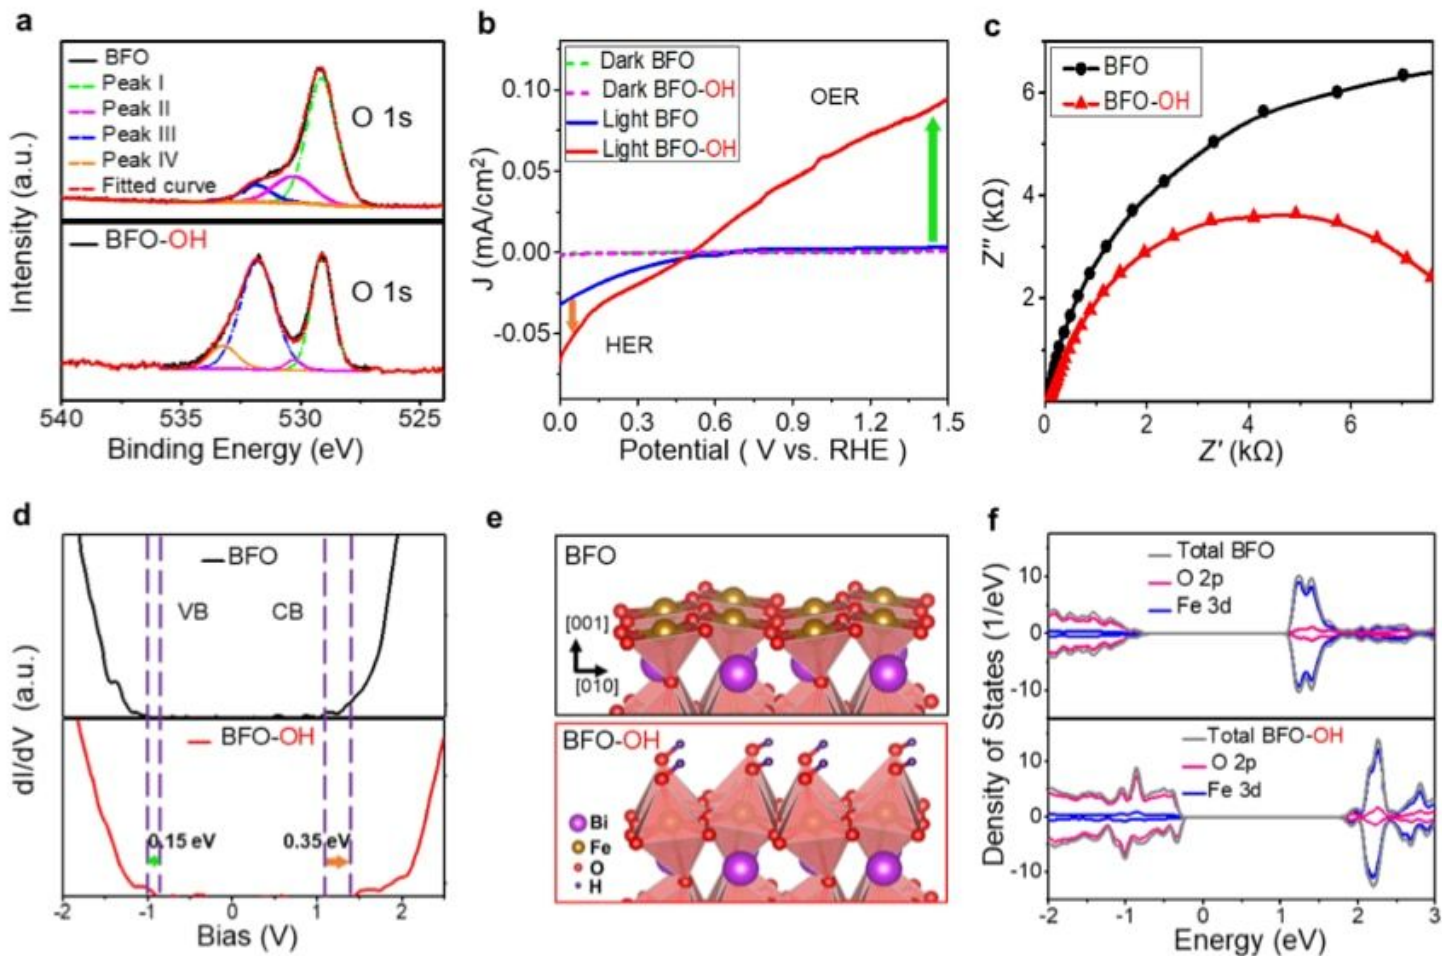 a
BFO
Peak I
Peak II
Peak III
Peak IV
Fitted curve
O 1s
BFO-OH
O 1s
Intensity (a.u.)
540 535 530 525
Binding Energy (eV)
b
Dark BFO
Dark BFO-OH
Light BFO
Light BFO-OH
OER
HER
0.10
0.05
0.00
-0.05
J (mA/cm²)
0.0 0.3 0.6 0.9 1.2 1.5
Potential ( V vs. RHE )
c
BFO
BFO-OH
6
4
2
Z″ (kΩ)
0 2 4 6
Z′ (kΩ)
d
BFO
VB CB
BFO-OH
0.15 eV 0.35 eV
dI/dV (a.u.)
-2 -1 0 1 2
Bias (V)
e
BFO
[001]
[010]
BFO-OH
Bi
Fe
O
H
f
Total BFO
O 2p
Fe 3d
10
0
-10
Total BFO-OH
O 2p
Fe 3d
10
0
-10
Density of States (1/eV)
-2 -1 0 1 2 3
Energy (eV)